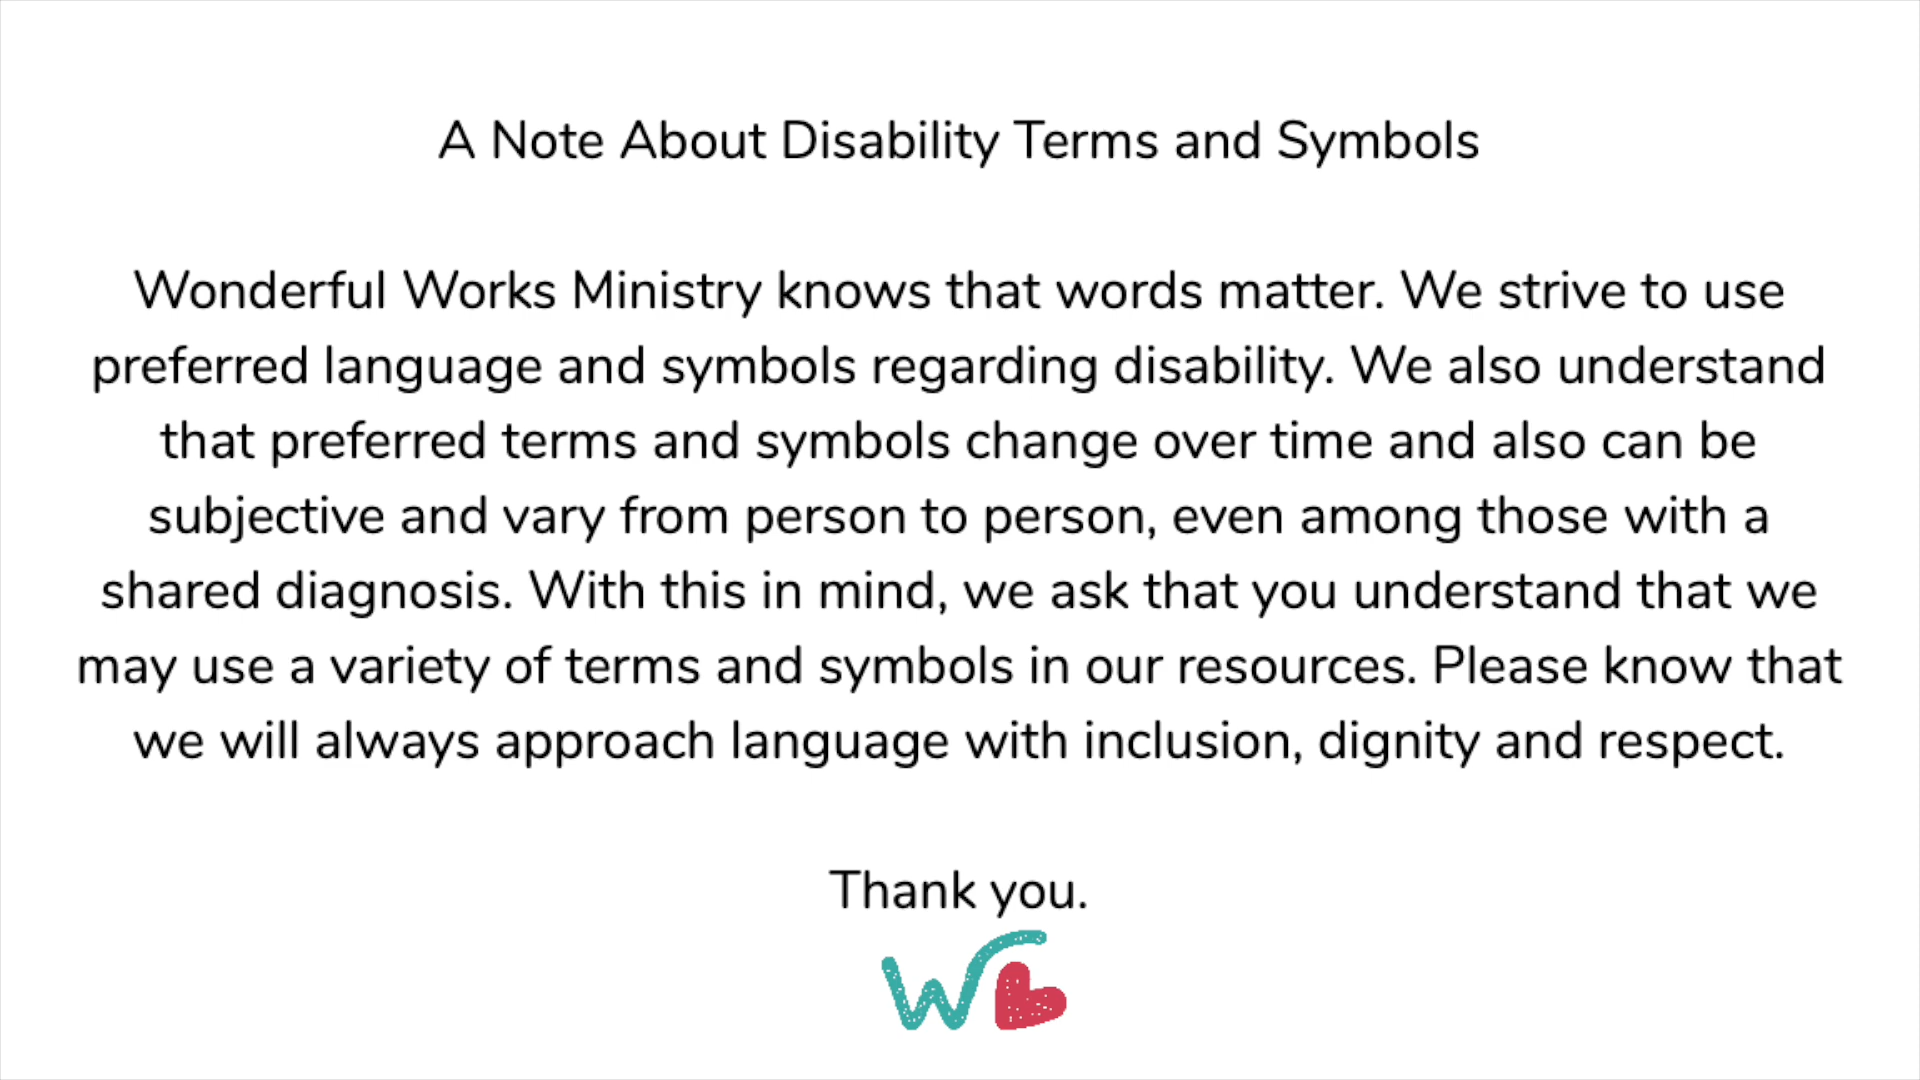 A Note About Disability Terms and Symbols
Wonderful Works Ministry knows that words matter. We strive to use
preferred language and symbols regarding disability. We also understand
that preferred terms and symbols change over time and also can be
subjective and vary from person to person, even among those with a
shared diagnosis. With this in mind, we ask that you understand that we
may use a variety of terms and symbols in our resources. Please know that
we will always approach language with inclusion, dignity and respect.
Thank you.
W